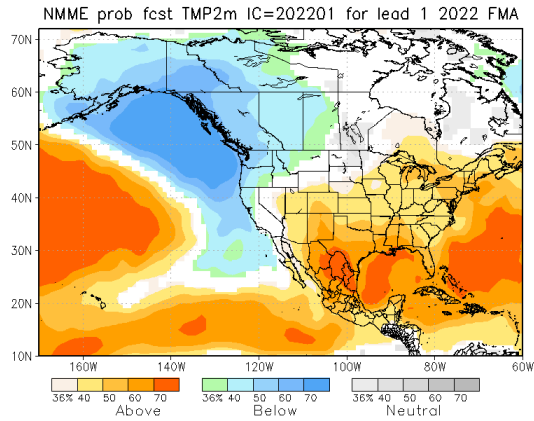 NMME prob fcst TMP2m IC=202201 for lead 1 2022 FMA
70N
60N
50N
40N
30N
20N
10N
160W 140W 120W 100W 80W 60W
36% 40 50 60 70 36% 40 50 60 70 36% 40 50 60 70
Above Below Neutral